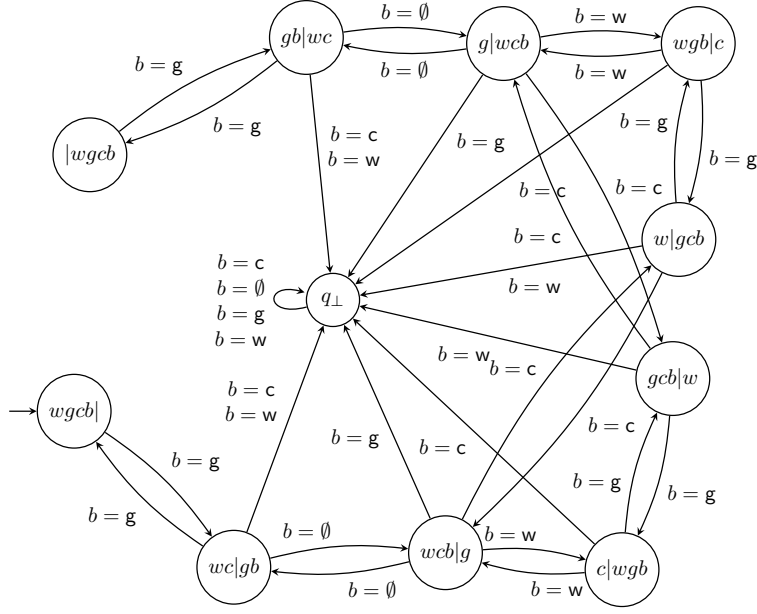 b = ∅
b = w
gb|wc
g|wcb
wgb|c
b = g
b = ∅
b = w
b = g
b = c
b = w
b = g
b = g
|wgcb
b = g
b = c
b = c
w|gcb
b = c
b = c
b = ∅
b = g
b = w
q⊥
b = w
b = w
b = c
gcb|w
b = c
b = w
wgcb|
b = c
b = g
b = g
b = c
b = g
b = g
b = g
b = ∅
b = w
wc|gb
wcb|g
c|wgb
b = ∅
b = w